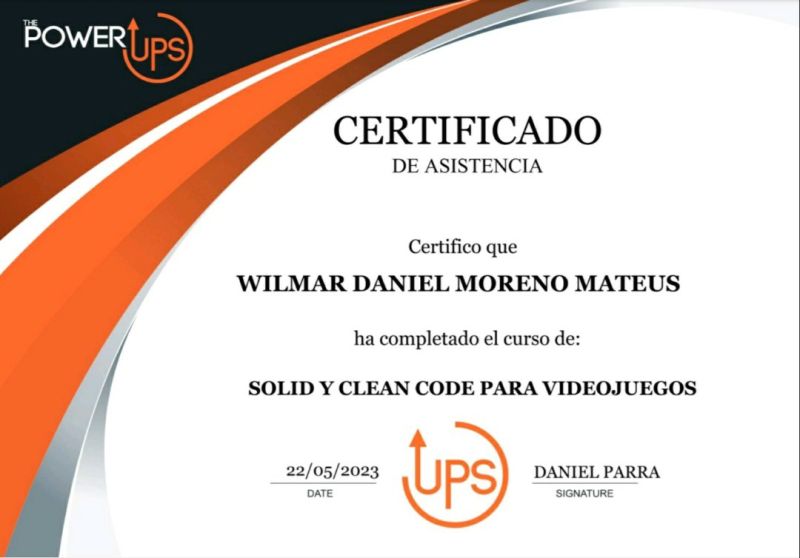 THE
POWER UPS
CERTIFICADO
DE ASISTENCIA
Certifico que
WILMAR DANIEL MORENO MATEUS
ha completado el curso de:
SOLID Y CLEAN CODE PARA VIDEOJUEGOS
UPS
22/05/2023 DANIEL PARRA
DATE SIGNATURE